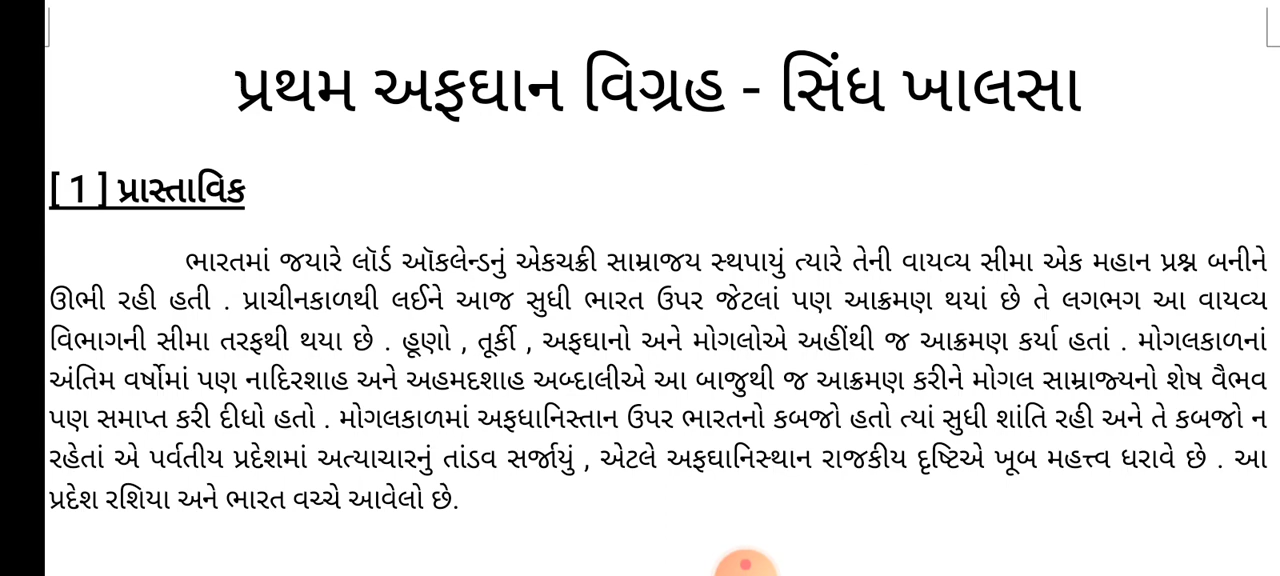 પ્રથમ અફઘાન વિગ્રહ - સિંધ ખાલસા
[ 1 ] પ્રાસ્તાવિક
ભારતમાં જયારે લૉર્ડ ઑકલેન્ડનું એકચક્રી સામ્રાજય સ્થપાયું ત્યારે તેની વાયવ્ય સીમા એક મહાન પ્રશ્ન બનીને
ઊભી રહી હતી . પ્રાચીનકાળથી લઈને આજ સુધી ભારત ઉપર જેટલાં પણ આક્રમણ થયાં છે તે લગભગ આ વાયવ્ય
વિભાગની સીમા તરફથી થયા છે . હૂણો , તૂર્કી , અફઘાનો અને મોગલોએ અહીંથી જ આક્રમણ કર્યા હતાં . મોગલકાળનાં
અંતિમ વર્ષોમાં પણ નાદિરશાહ અને અહમદશાહ અબ્દાલીએ આ બાજુથી જ આક્રમણ કરીને મોગલ સામ્રાજ્યનો શેષ વૈભવ
પણ સમાપ્ત કરી દીધો હતો . મોગલકાળમાં અફધાનિસ્તાન ઉપર ભારતનો કબજો હતો ત્યાં સુધી શાંતિ રહી અને તે કબજો ન
રહેતાં એ પર્વતીય પ્રદેશમાં અત્યાચારનું તાંડવ સર્જાયું , એટલે અફઘાનિસ્થાન રાજકીય દૃષ્ટિએ ખૂબ મહત્ત્વ ધરાવે છે . આ
પ્રદેશ રશિયા અને ભારત વચ્ચે આવેલો છે.